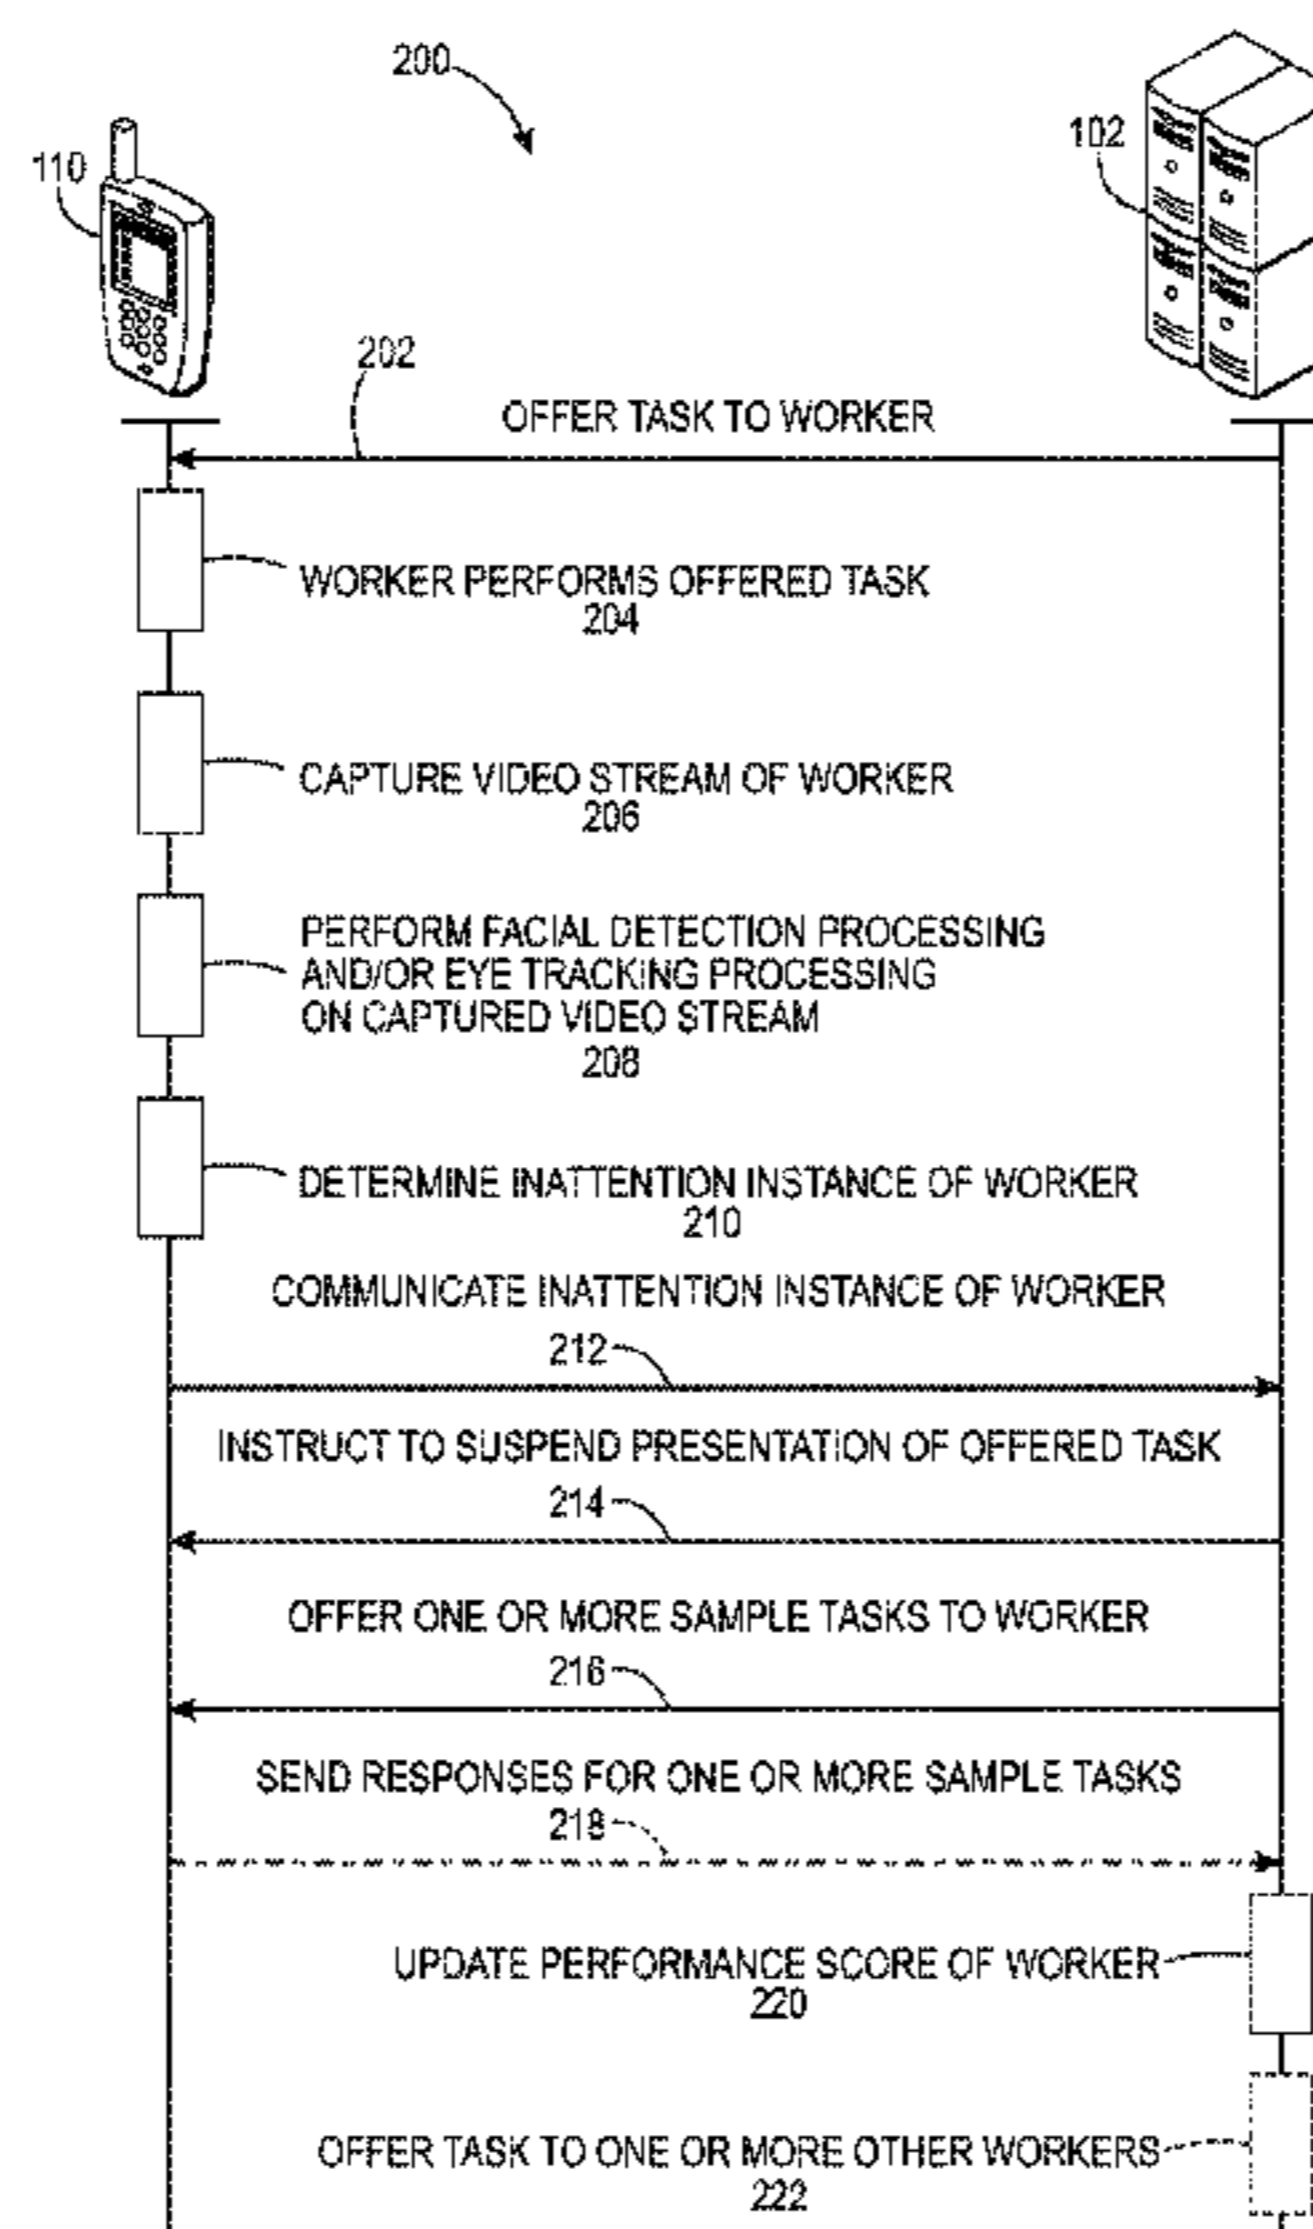 200
110
102
202
OFFER TASK TO WORKER
WORKER PERFORMS OFFERED TASK
204
CAPTURE VIDEO STREAM OF WORKER
206
PERFORM FACIAL DETECTION PROCESSING
AND/OR EYE TRACKING PROCESSING
ON CAPTURED VIDEO STREAM
208
DETERMINE INATTENTION INSTANCE OF WORKER
210
COMMUNICATE INATTENTION INSTANCE OF WORKER
212
INSTRUCT TO SUSPEND PRESENTATION OF OFFERED TASK
214
OFFER ONE OR MORE SAMPLE TASKS TO WORKER
216
SEND RESPONSES FOR ONE OR MORE SAMPLE TASKS
218
UPDATE PERFORMANCE SCORE OF WORKER
220
OFFER TASK TO ONE OR MORE OTHER WORKERS
222